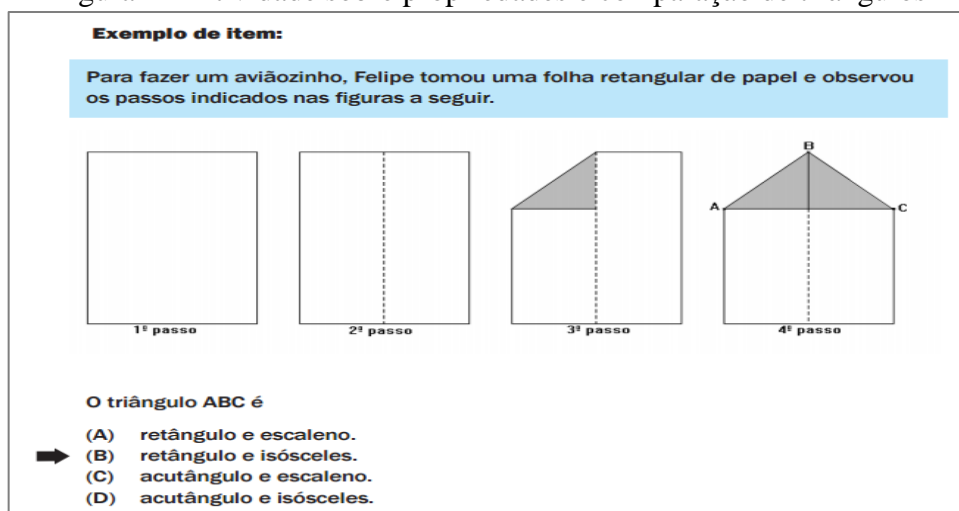 Exemplo de item:
Para fazer um aviãozinho, Felipe tomou uma folha retangular de papel e observou
os passos indicados nas figuras a seguir.
B
A
C
1º passo
2º passo
3º passo
4º passo
O triângulo ABC é
(A) retângulo e escaleno.
(B) retângulo e isósceles.
(C) acutângulo e escaleno.
(D) acutângulo e isósceles.